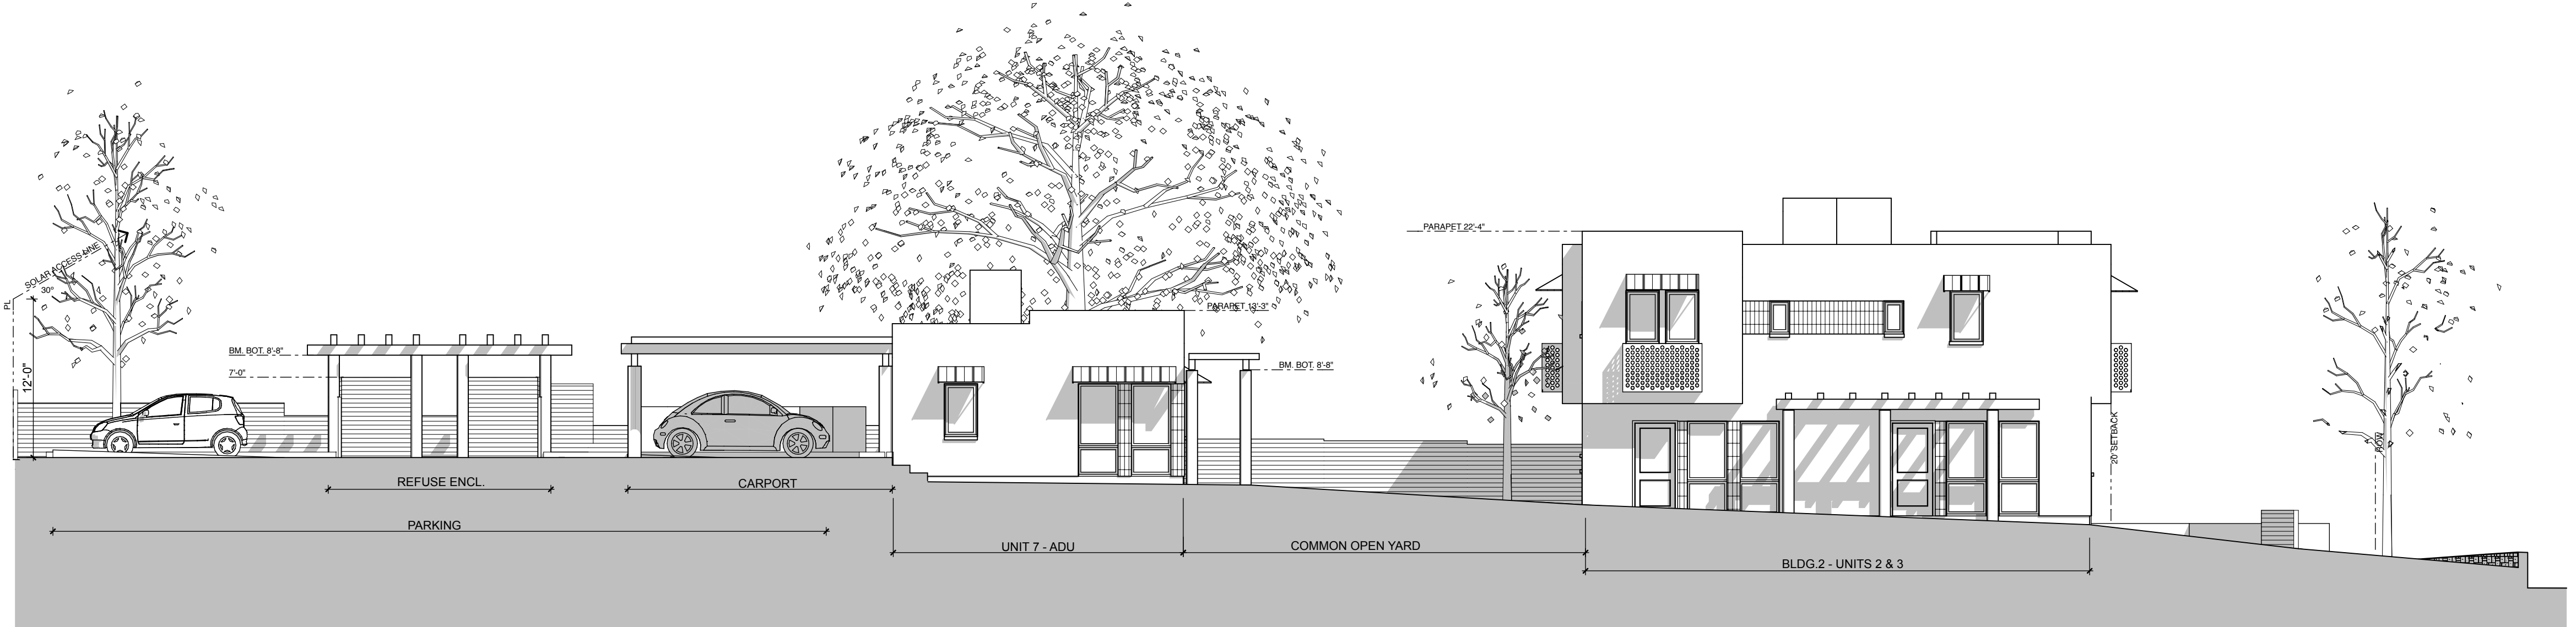 PL
SOLAR ACCESS LINE
30°
12'-0"
BM. BOT. 8'-8"
7'-0"
REFUSE ENCL.
CARPORT
PARKING
PARAPET 13'-3"
BM. BOT. 8'-8"
UNIT 7 - ADU
COMMON OPEN YARD
PARAPET 22'-4"
BLDG.2 - UNITS 2 & 3
20' SETBACK
ROW